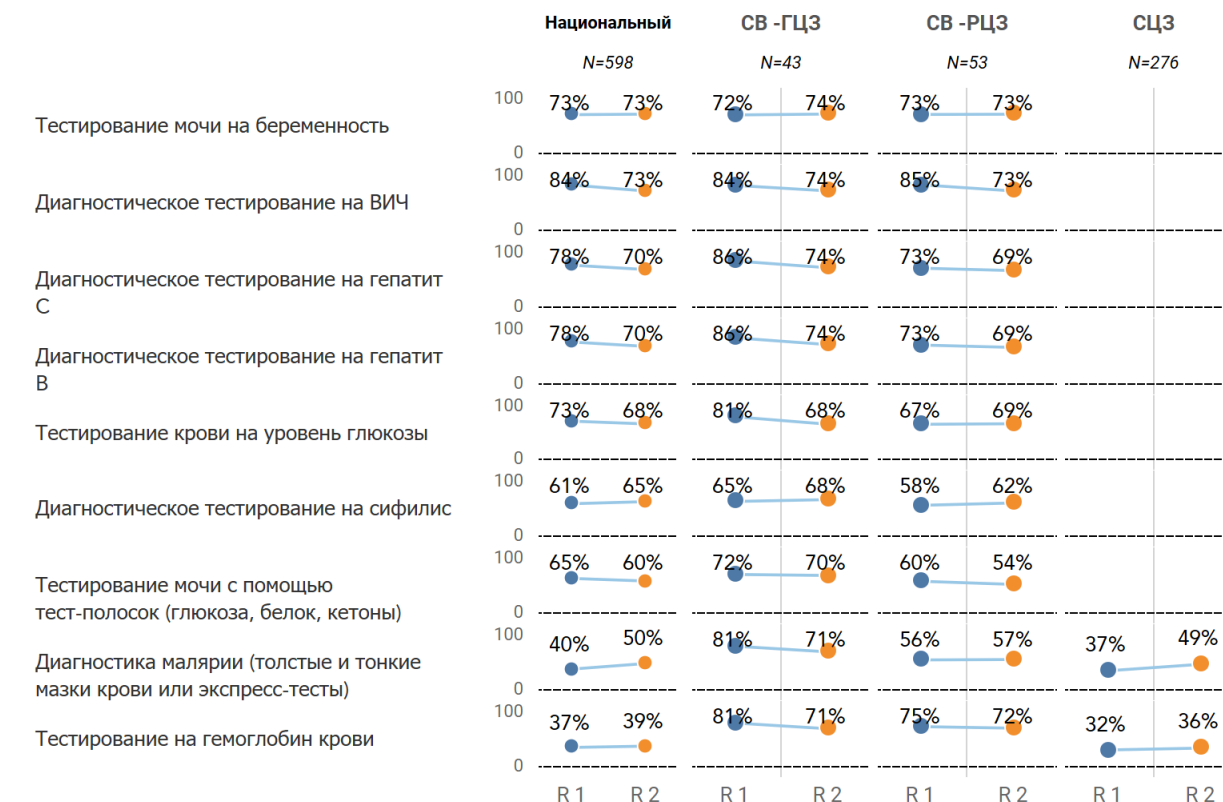 Национальный СВ -ГЦЗ СВ -РЦЗ СЦЗ
N=598 N=43 N=53 N=276
100 73% 73% 72% 74% 73% 73%
Тестирование мочи на беременность
0
100 84% 73% 84% 74% 85% 73%
Диагностическое тестирование на ВИЧ
0
100 78% 70% 86% 74% 73% 69%
Диагностическое тестирование на гепатит
С
0
100 78% 70% 86% 74% 73% 69%
Диагностическое тестирование на гепатит
В
0
100 73% 68% 81% 68% 67% 69%
Тестирование крови на уровень глюкозы
0
100 61% 65% 65% 68% 58% 62%
Диагностическое тестирование на сифилис
0
100 65% 60% 72% 70% 60% 54%
Тестирование мочи с помощью
тест-полосок (глюкоза, белок, кетоны)
0
100 40% 50% 81% 71% 56% 57% 37% 49%
Диагностика малярии (толстые и тонкие
мазки крови или экспресс-тесты)
0
100 37% 39% 81% 71% 75% 72% 32% 36%
Тестирование на гемоглобин крови
0
R 1 R 2 R 1 R 2 R 1 R 2 R 1 R 2